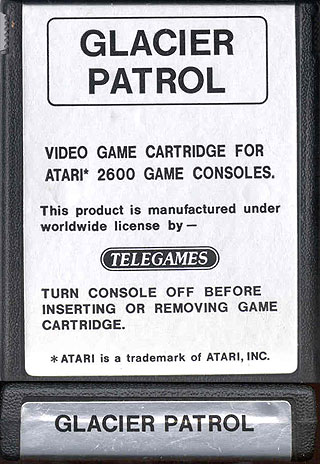 GLACIER
PATROL
VIDEO GAME CARTRIDGE FOR
ATARI* 2600 GAME CONSOLES.
This product is manufactured under
worldwide license by —
TELEGAMES
TURN CONSOLE OFF BEFORE
INSERTING OR REMOVING GAME
CARTRIDGE.
* ATARI is a trademark of ATARI, INC.
GLACIER PATROL